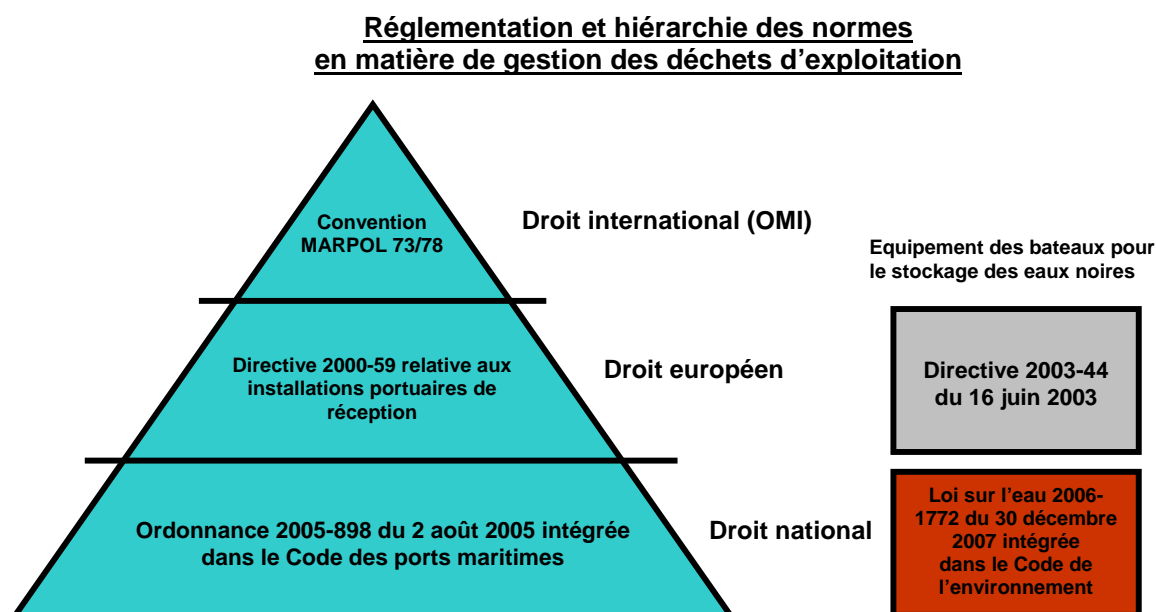 Réglementation et hiérarchie des normes
en matière de gestion des déchets d'exploitation
Convention
MARPOL 73/78
Droit international (OMI)
Equipement des bateaux pour
le stockage des eaux noires
Directive 2000-59 relative aux
installations portuaires de
réception
Droit européen
Directive 2003-44
du 16 juin 2003
Ordonnance 2005-898 du 2 août 2005 intégrée
dans le Code des ports maritimes
Droit national
Loi sur l'eau 2006-
1772 du 30 décembre
2007 intégrée
dans le Code de
l'environnement